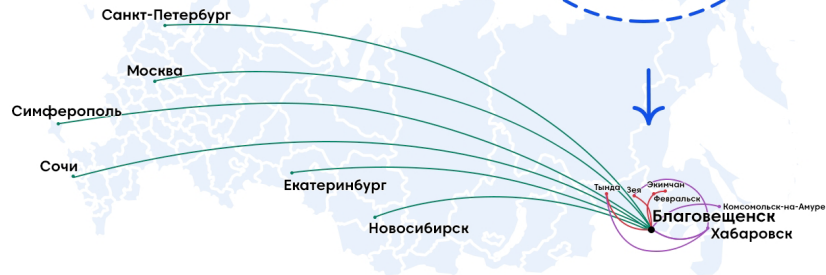 Санкт-Петербург
Москва
Симферополь
Сочи
Екатеринбург
Новосибирск
Тында
Зея
Экимчан
Февральск
Комсомольск-на-Амуре
Благовещенск
Хабаровск